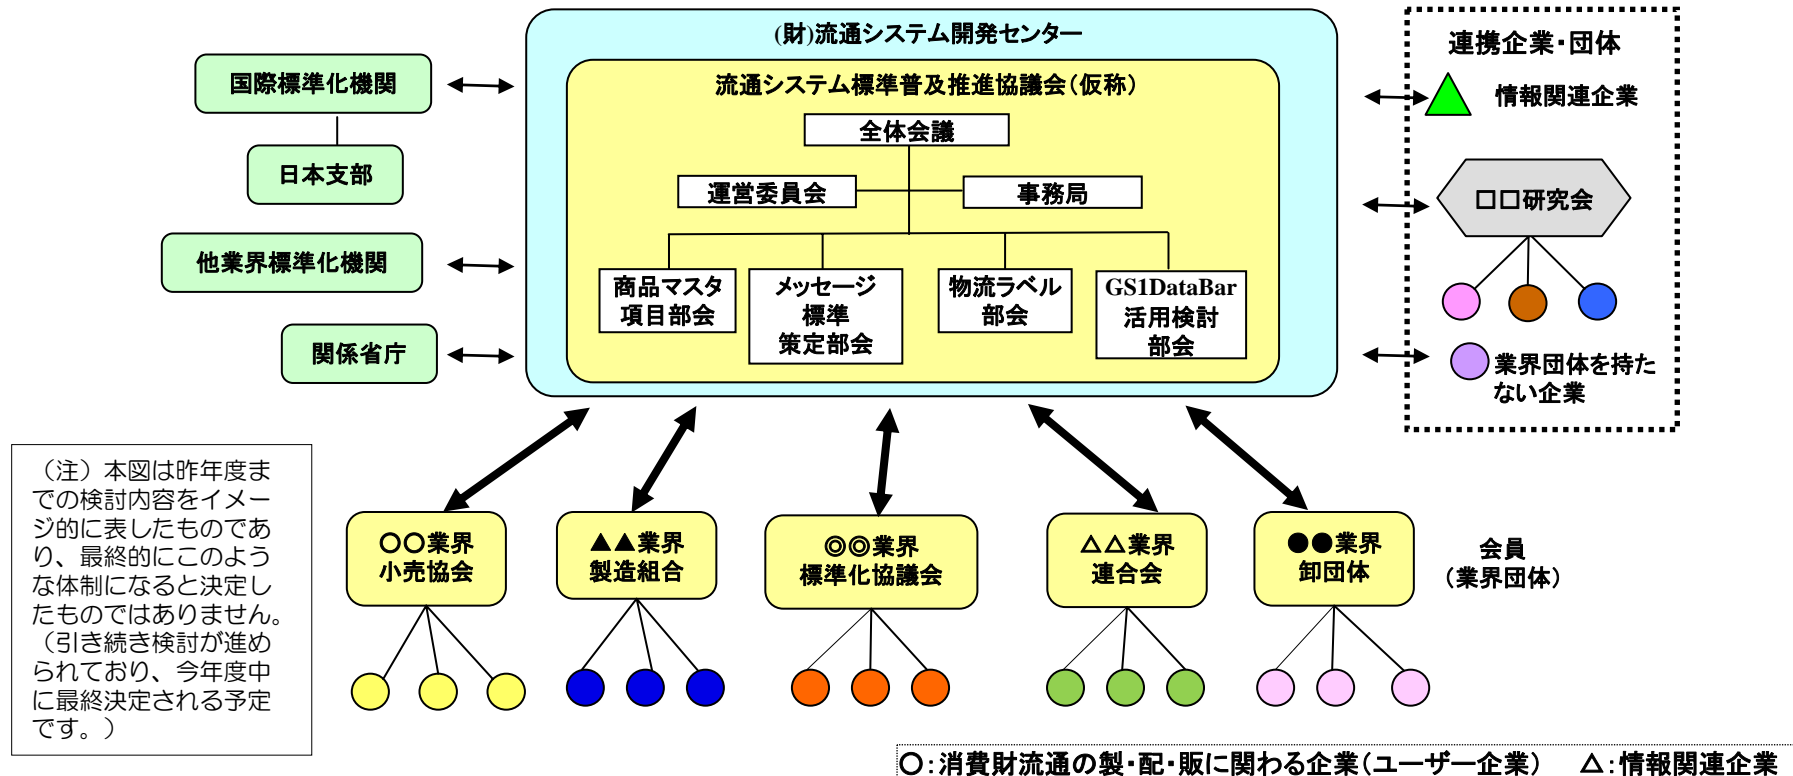 (財)流通システム開発センター
流通システム標準普及推進協議会(仮称)
全体会議
運営委員会
事務局
商品マスタ
項目部会
メッセージ
標準
策定部会
物流ラベル
部会
GS1DataBar
活用検討
部会
国際標準化機関
日本支部
他業界標準化機関
関係省庁
連携企業・団体
情報関連企業
□□研究会
業界団体を持た
ない企業
(注)本図は昨年度ま
での検討内容をイメー
ジ的に表したものであ
り、最終的にこのよう
な体制になると決定し
たものではありません。
(引き続き検討が進め
られており、今年度中
に最終決定される予定
です。)
○○業界
小売協会
▲▲業界
製造組合
◎◎業界
標準化協議会
△△業界
連合会
●●業界
卸団体
会員
(業界団体)
○:消費財流通の製・配・販に関わる企業(ユーザー企業) △:情報関連企業